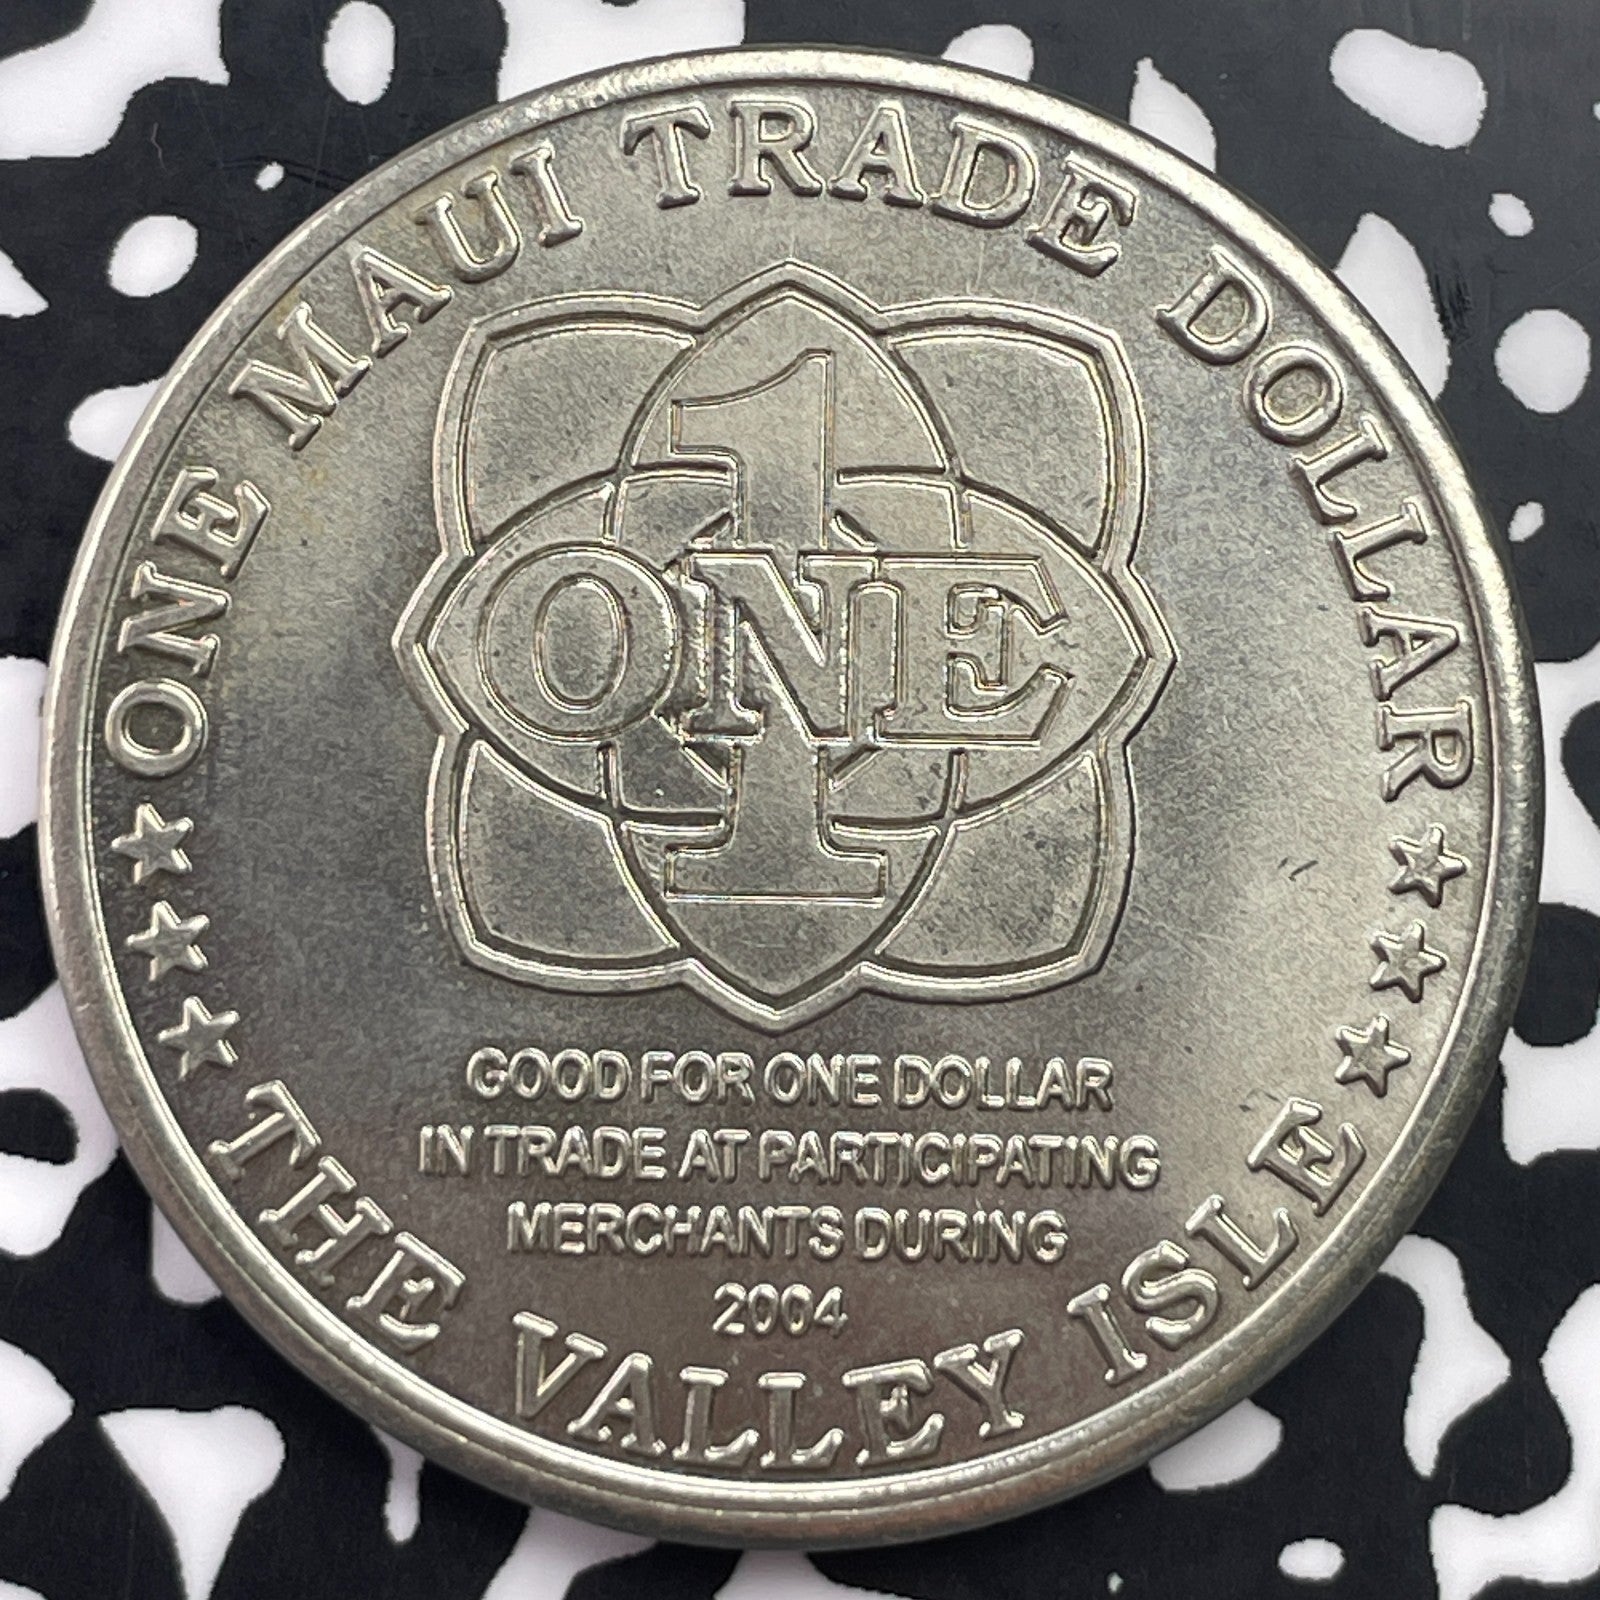 ONE MAUI TRADE DOLLAR
1
ONE
GOOD FOR ONE DOLLAR
IN TRADE AT PARTICIPATING
MERCHANTS DURING
2004
THE VALLEY ISLE